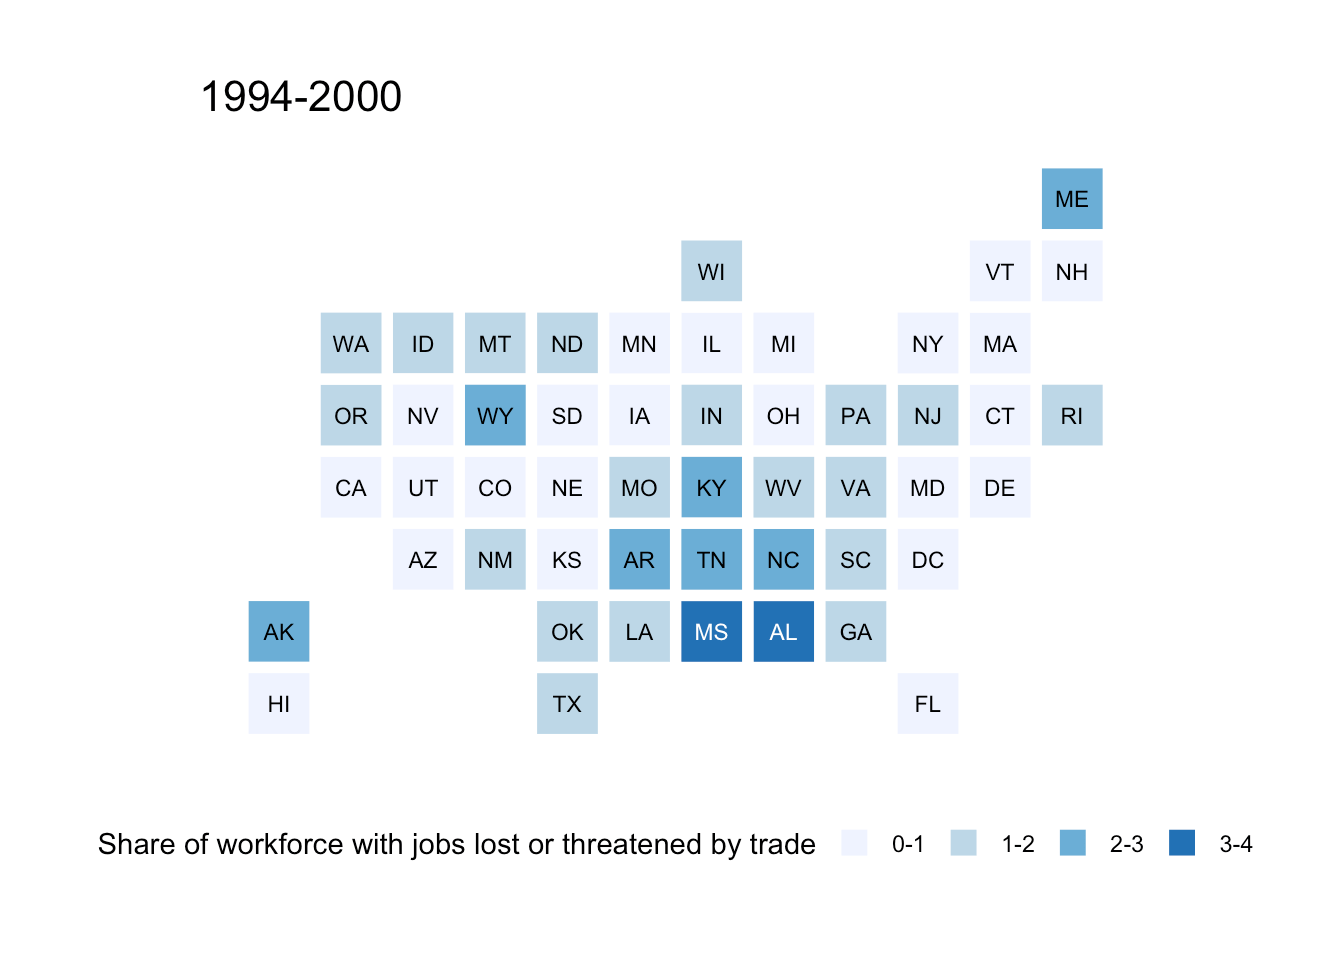 1994-2000
ME
WI VT NH
WA ID MT ND MN IL MI NY MA
OR NV WY SD IA IN OH PA NJ CT RI
CA UT CO NE MO KY WV VA MD DE
AZ NM KS AR TN NC SC DC
AK OK LA MS AL GA
HI TX FL
Share of workforce with jobs lost or threatened by trade 0-1 1-2 2-3 3-4